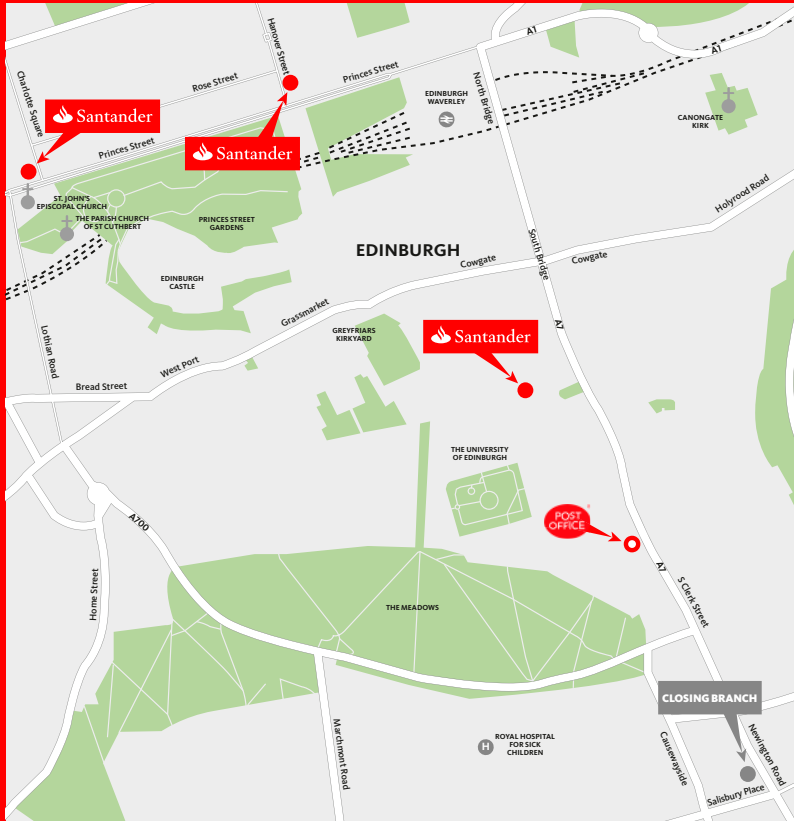 A1
A1
Hanover Street
Charlotte Square
Rose Street
Princes Street
North Bridge
EDINBURGH
WAVERLEY
CANONGATE
KIRK
Santander
Santander
Princes Street
Holyrood Road
ST. JOHN'S
EPISCOPAL CHURCH
THE PARISH CHURCH
OF ST CUTHBERT
PRINCES STREET
GARDENS
EDINBURGH
South Bridge
Cowgate
Cowgate
EDINBURGH
CASTLE
Grassmarket
A7
GREYFRIARS
KIRKYARD
Santander
Lothian Road
West Port
Bread Street
THE UNIVERSITY
OF EDINBURGH
A700
POST
OFFICE
A7
Home Street
S Clerk Street
THE MEADOWS
CLOSING BRANCH
Marchmont Road
H
ROYAL HOSPITAL
FOR SICK
CHILDREN
Causewayside
Newington Road
Salisbury Place